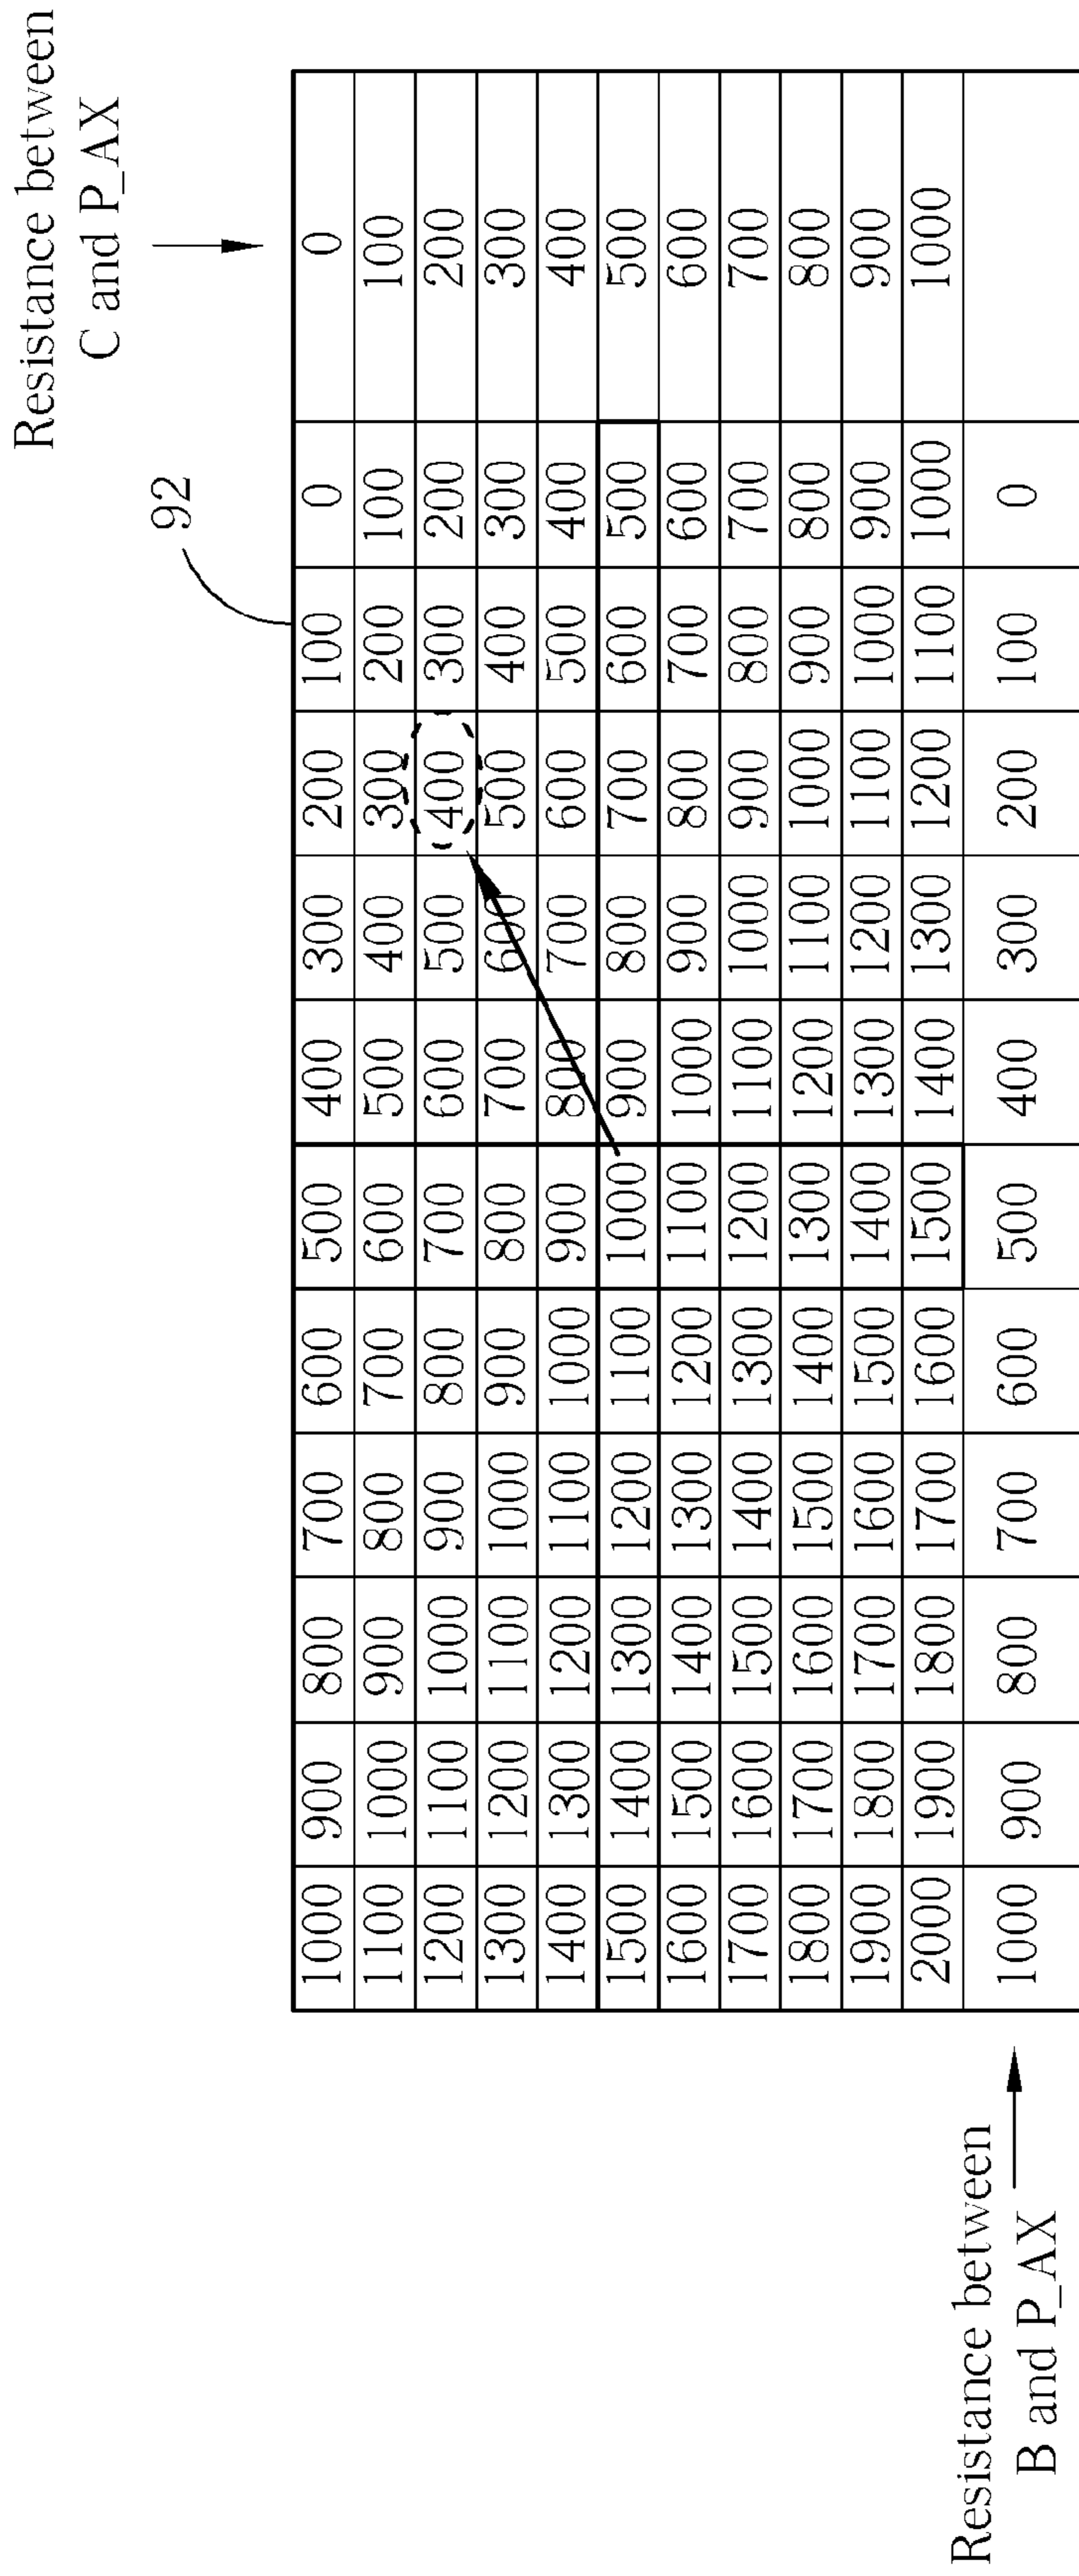 Resistance between
C and P_AX
92
1000 900 800 700 600 500 400 300 200 100 0 0
1100 1000 900 800 700 600 500 400 300 200 100 100
1200 1100 1000 900 800 700 600 500 400 300 200 200
1300 1200 1100 1000 900 800 700 600 500 400 300 300
1400 1300 1200 1100 1000 900 800 700 600 500 400 400
1500 1400 1300 1200 1100 1000 900 800 700 600 500 500
1600 1500 1400 1300 1200 1100 1000 900 800 700 600 600
1700 1600 1500 1400 1300 1200 1100 1000 900 800 700 700
1800 1700 1600 1500 1400 1300 1200 1100 1000 900 800 800
1900 1800 1700 1600 1500 1400 1300 1200 1100 1000 900 900
2000 1900 1800 1700 1600 1500 1400 1300 1200 1100 1000 1000
Resistance between
B and P_AX
1000 900 800 700 600 500 400 300 200 100 0